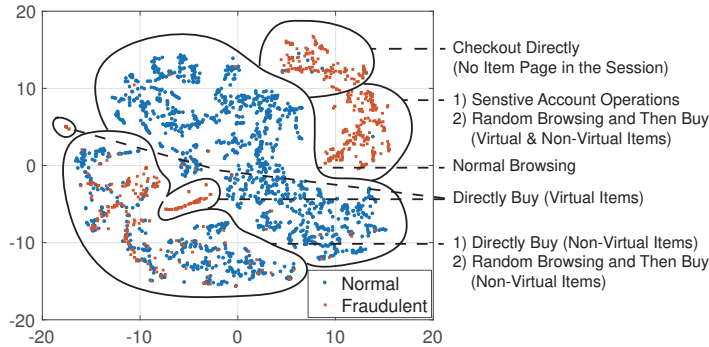 20
10
0
-10
-20
-20
-10
0
10
20
Normal
Fraudulent
Checkout Directly
(No Item Page in the Session)
1) Senstive Account Operations
2) Random Browsing and Then Buy
(Virtual & Non-Virtual Items)
Normal Browsing
Directly Buy (Virtual Items)
1) Directly Buy (Non-Virtual Items)
2) Random Browsing and Then Buy
(Non-Virtual Items)